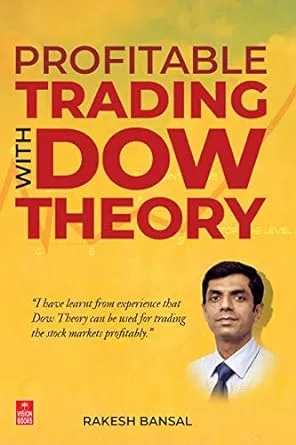 PROFITABLE
TRADING
WITH
DOW
THEORY
"I have learnt from experience that
Dow Theory can be used for trading
the stock markets profitably."
VISION
BOOKS
RAKESH BANSAL